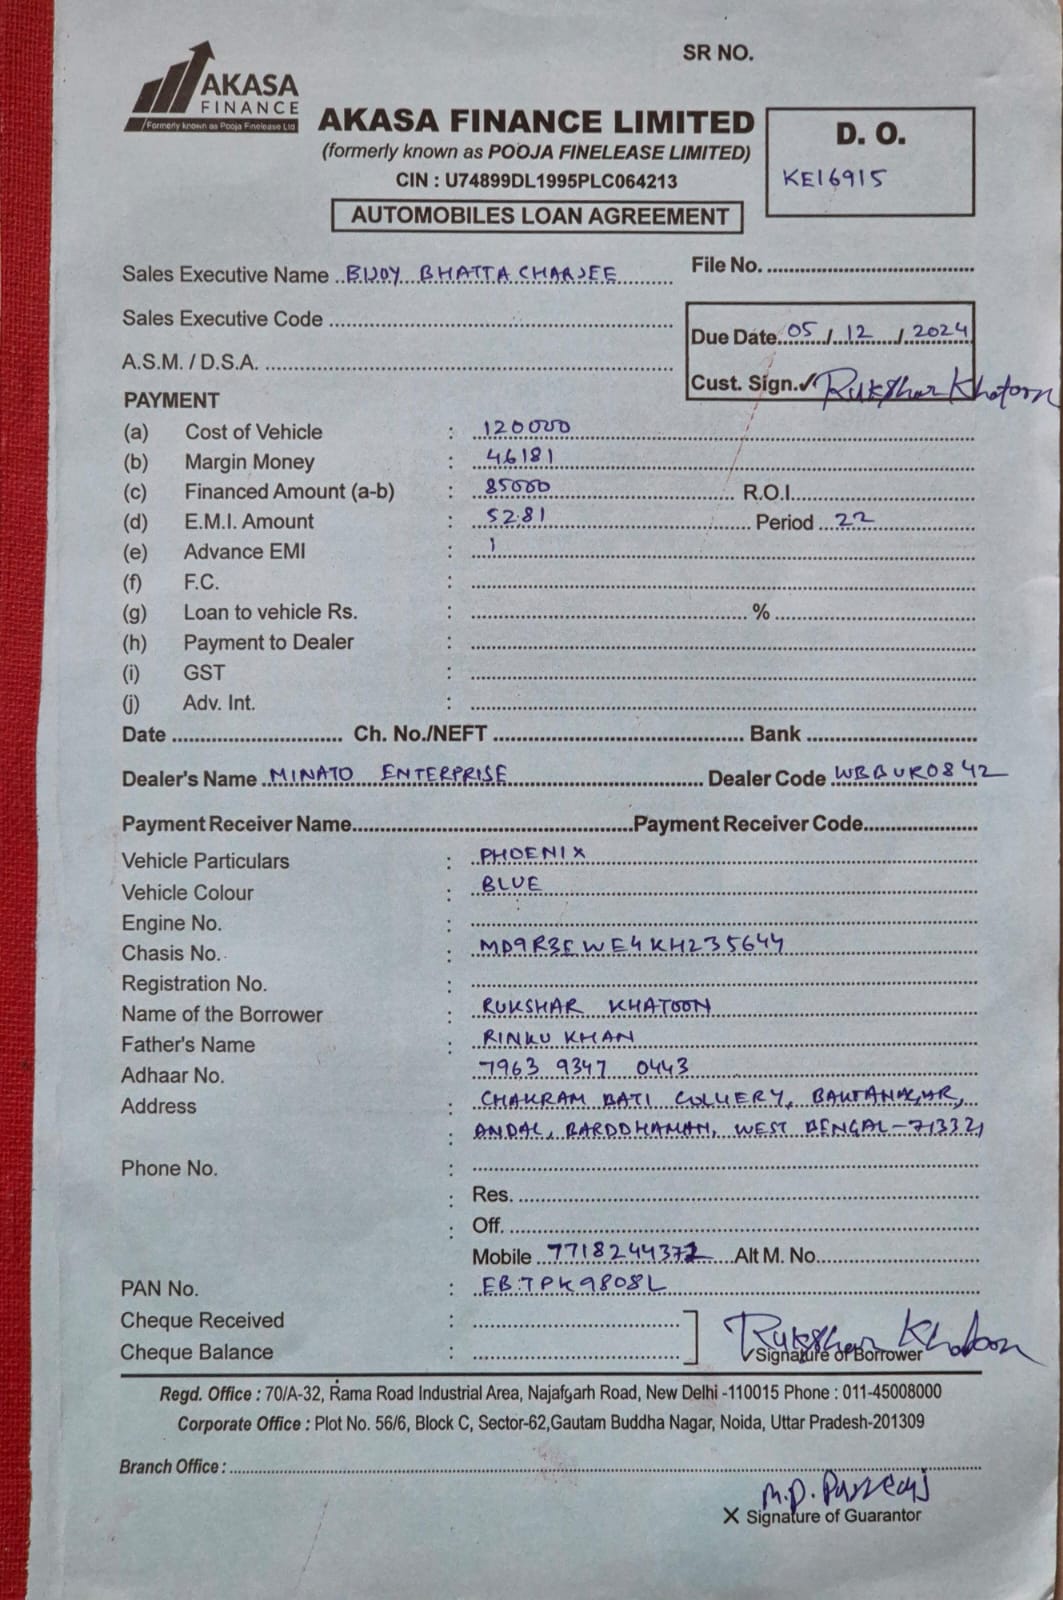 SR NO.
AKASA
FINANCE
Formerly known as Pooja Finelease Ltd
AKASA FINANCE LIMITED
(formerly known as POOJA FINELEASE LIMITED)
CIN : U74899DL1995PLC064213
AUTOMOBILES LOAN AGREEMENT
D. O.
KE16915
Sales Executive Name BIJOY BHATTACHARJEE
File No.
Sales Executive Code
Due Date 05/12/2024
A.S.M. / D.S.A.
Cust. Sign. ✓ Rukshar Khatoon
PAYMENT
(a) Cost of Vehicle : 120000
(b) Margin Money : 46181
(c) Financed Amount (a-b) : 85000 R.O.I.
(d) E.M.I. Amount : 5281 Period 22
(e) Advance EMI : 1
(f) F.C. :
(g) Loan to vehicle Rs. : %
(h) Payment to Dealer :
(i) GST :
(j) Adv. Int. :
Date Ch. No./NEFT Bank
Dealer's Name MINATO ENTERPRISE Dealer Code WBBUR0842
Payment Receiver Name Payment Receiver Code
Vehicle Particulars : PHOENIX
Vehicle Colour : BLUE
Engine No. :
Chasis No. : MD9R3EWE4KH235644
Registration No. :
Name of the Borrower : RUKSHAR KHATOON
Father's Name : RINKU KHAN
Adhaar No. : 7963 9347 0443
Address : CHAKRAM BATI COLLIERY, BAKTANAGAR,
: ANDAL, BARDDHAMAN, WEST BENGAL-713321
Phone No. :
: Res.
: Off.
Mobile 7718244372 Alt M. No.
PAN No. : EBTPK9808L
Cheque Received :
Cheque Balance :
Rukshar Khatoon
✓ Signature of Borrower
Regd. Office : 70/A-32, Rama Road Industrial Area, Najafgarh Road, New Delhi -110015 Phone : 011-45008000
Corporate Office : Plot No. 56/6, Block C, Sector-62,Gautam Buddha Nagar, Noida, Uttar Pradesh-201309
Branch Office :
M.D.
X Signature of Guarantor